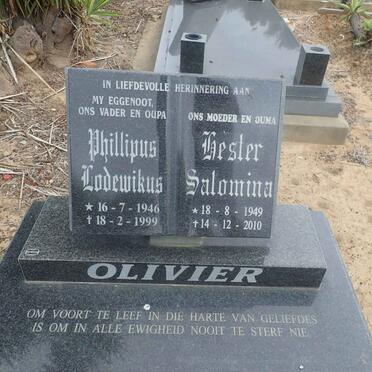 IN LIEFDEVOLLE HERINNERING AAN
MY EGGENOOT,
ONS VADER EN OUPA
Phillipus
Lodewikus
★ 16-7-1946
✝ 18-2-1999
ONS MOEDER EN OUMA
Hester
Salomina
★ 18-8-1949
✝ 14-12-2010
OLIVIER
OM VOORT TE LEEF IN DIE HARTE VAN GELIEFDES
IS OM IN ALLE EWIGHEID NOOIT TE STERF NIE.